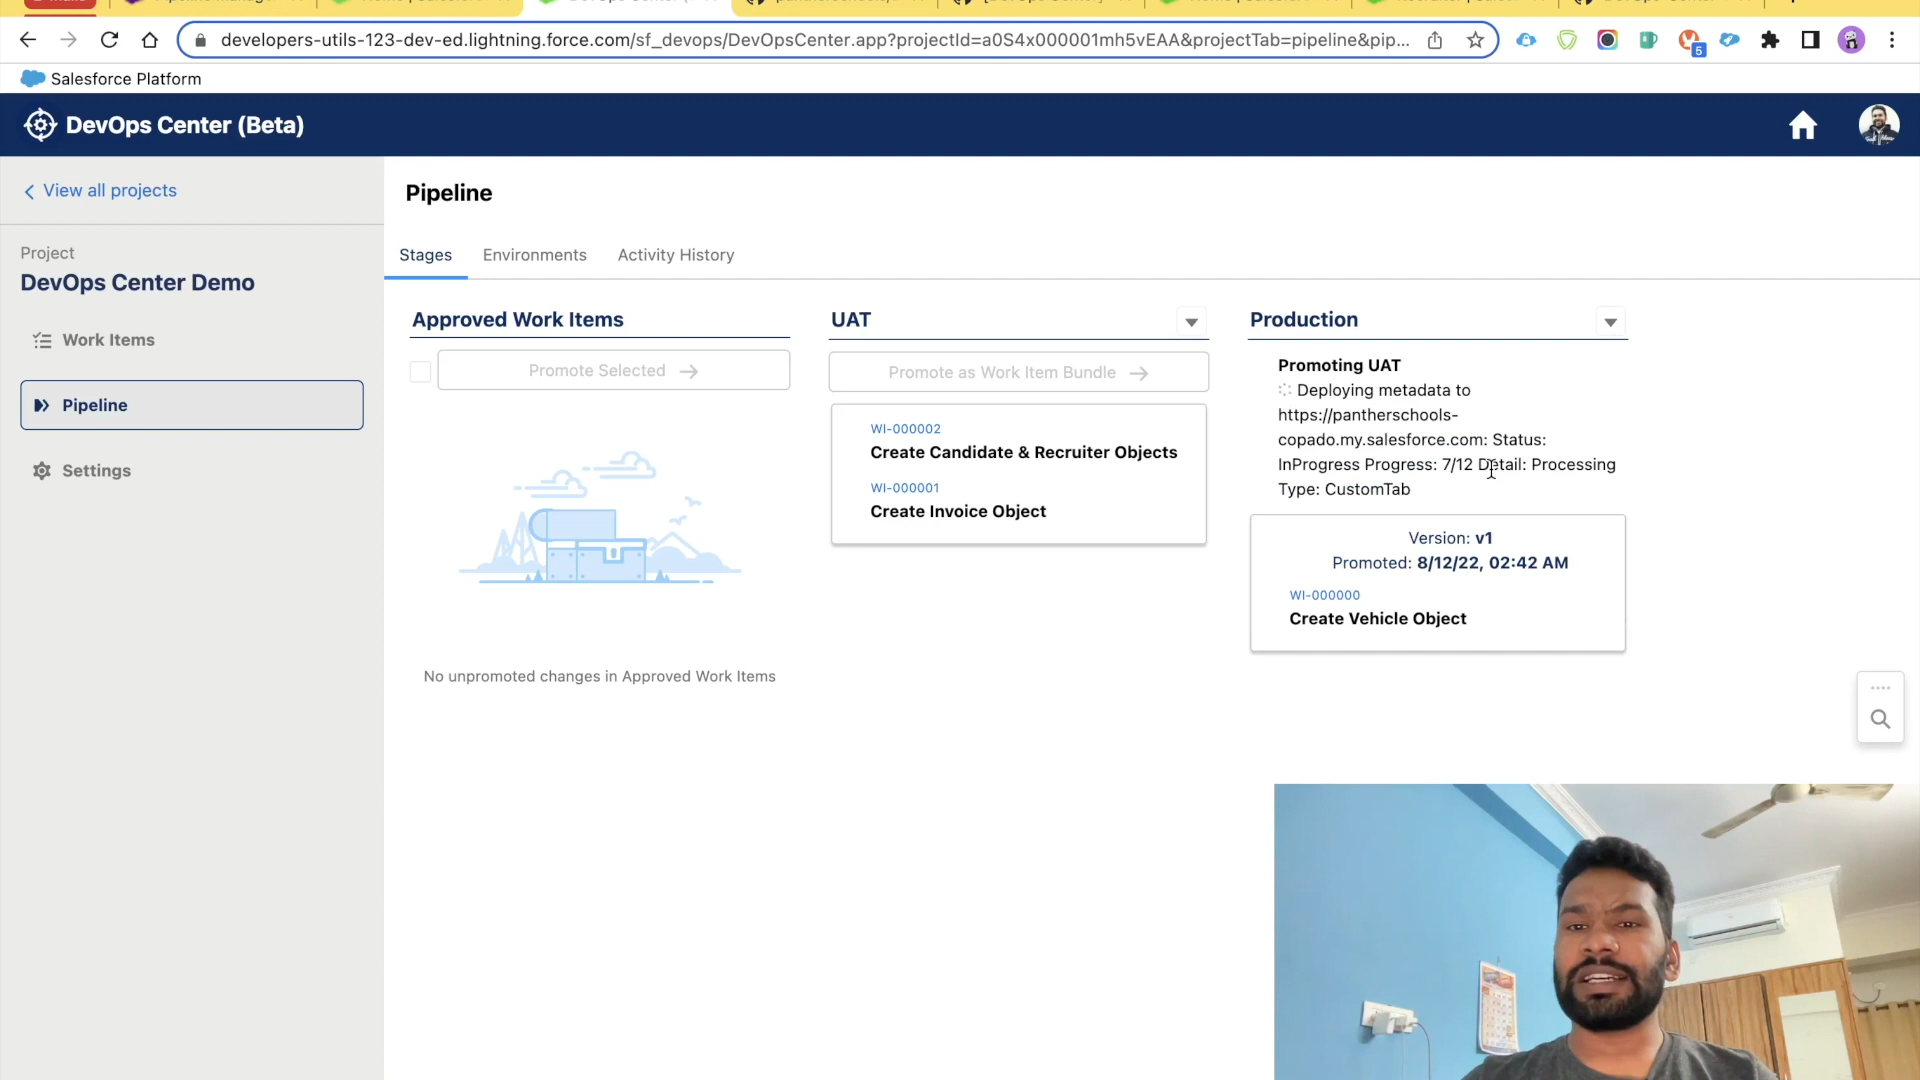 developers-utils-123-dev-ed.lightning.force.com/sf_devops/DevOpsCenter.app?projectId=a0S4x000001mh5vEAA&projectTab=pipeline&pip...
5
Salesforce Platform
DevOps Center (Beta)
View all projects
Project
DevOps Center Demo
Work Items
Pipeline
Settings
Pipeline
Stages
Environments
Activity History
Approved Work Items
Promote Selected
No unpromoted changes in Approved Work Items
UAT
Promote as Work Item Bundle
WI-000002
Create Candidate & Recruiter Objects
WI-000001
Create Invoice Object
Production
Promoting UAT
Deploying metadata to
https://pantherschools-
copado.my.salesforce.com: Status:
InProgress Progress: 7/12 Detail: Processing
Type: CustomTab
Version: v1
Promoted: 8/12/22, 02:42 AM
WI-000000
Create Vehicle Object